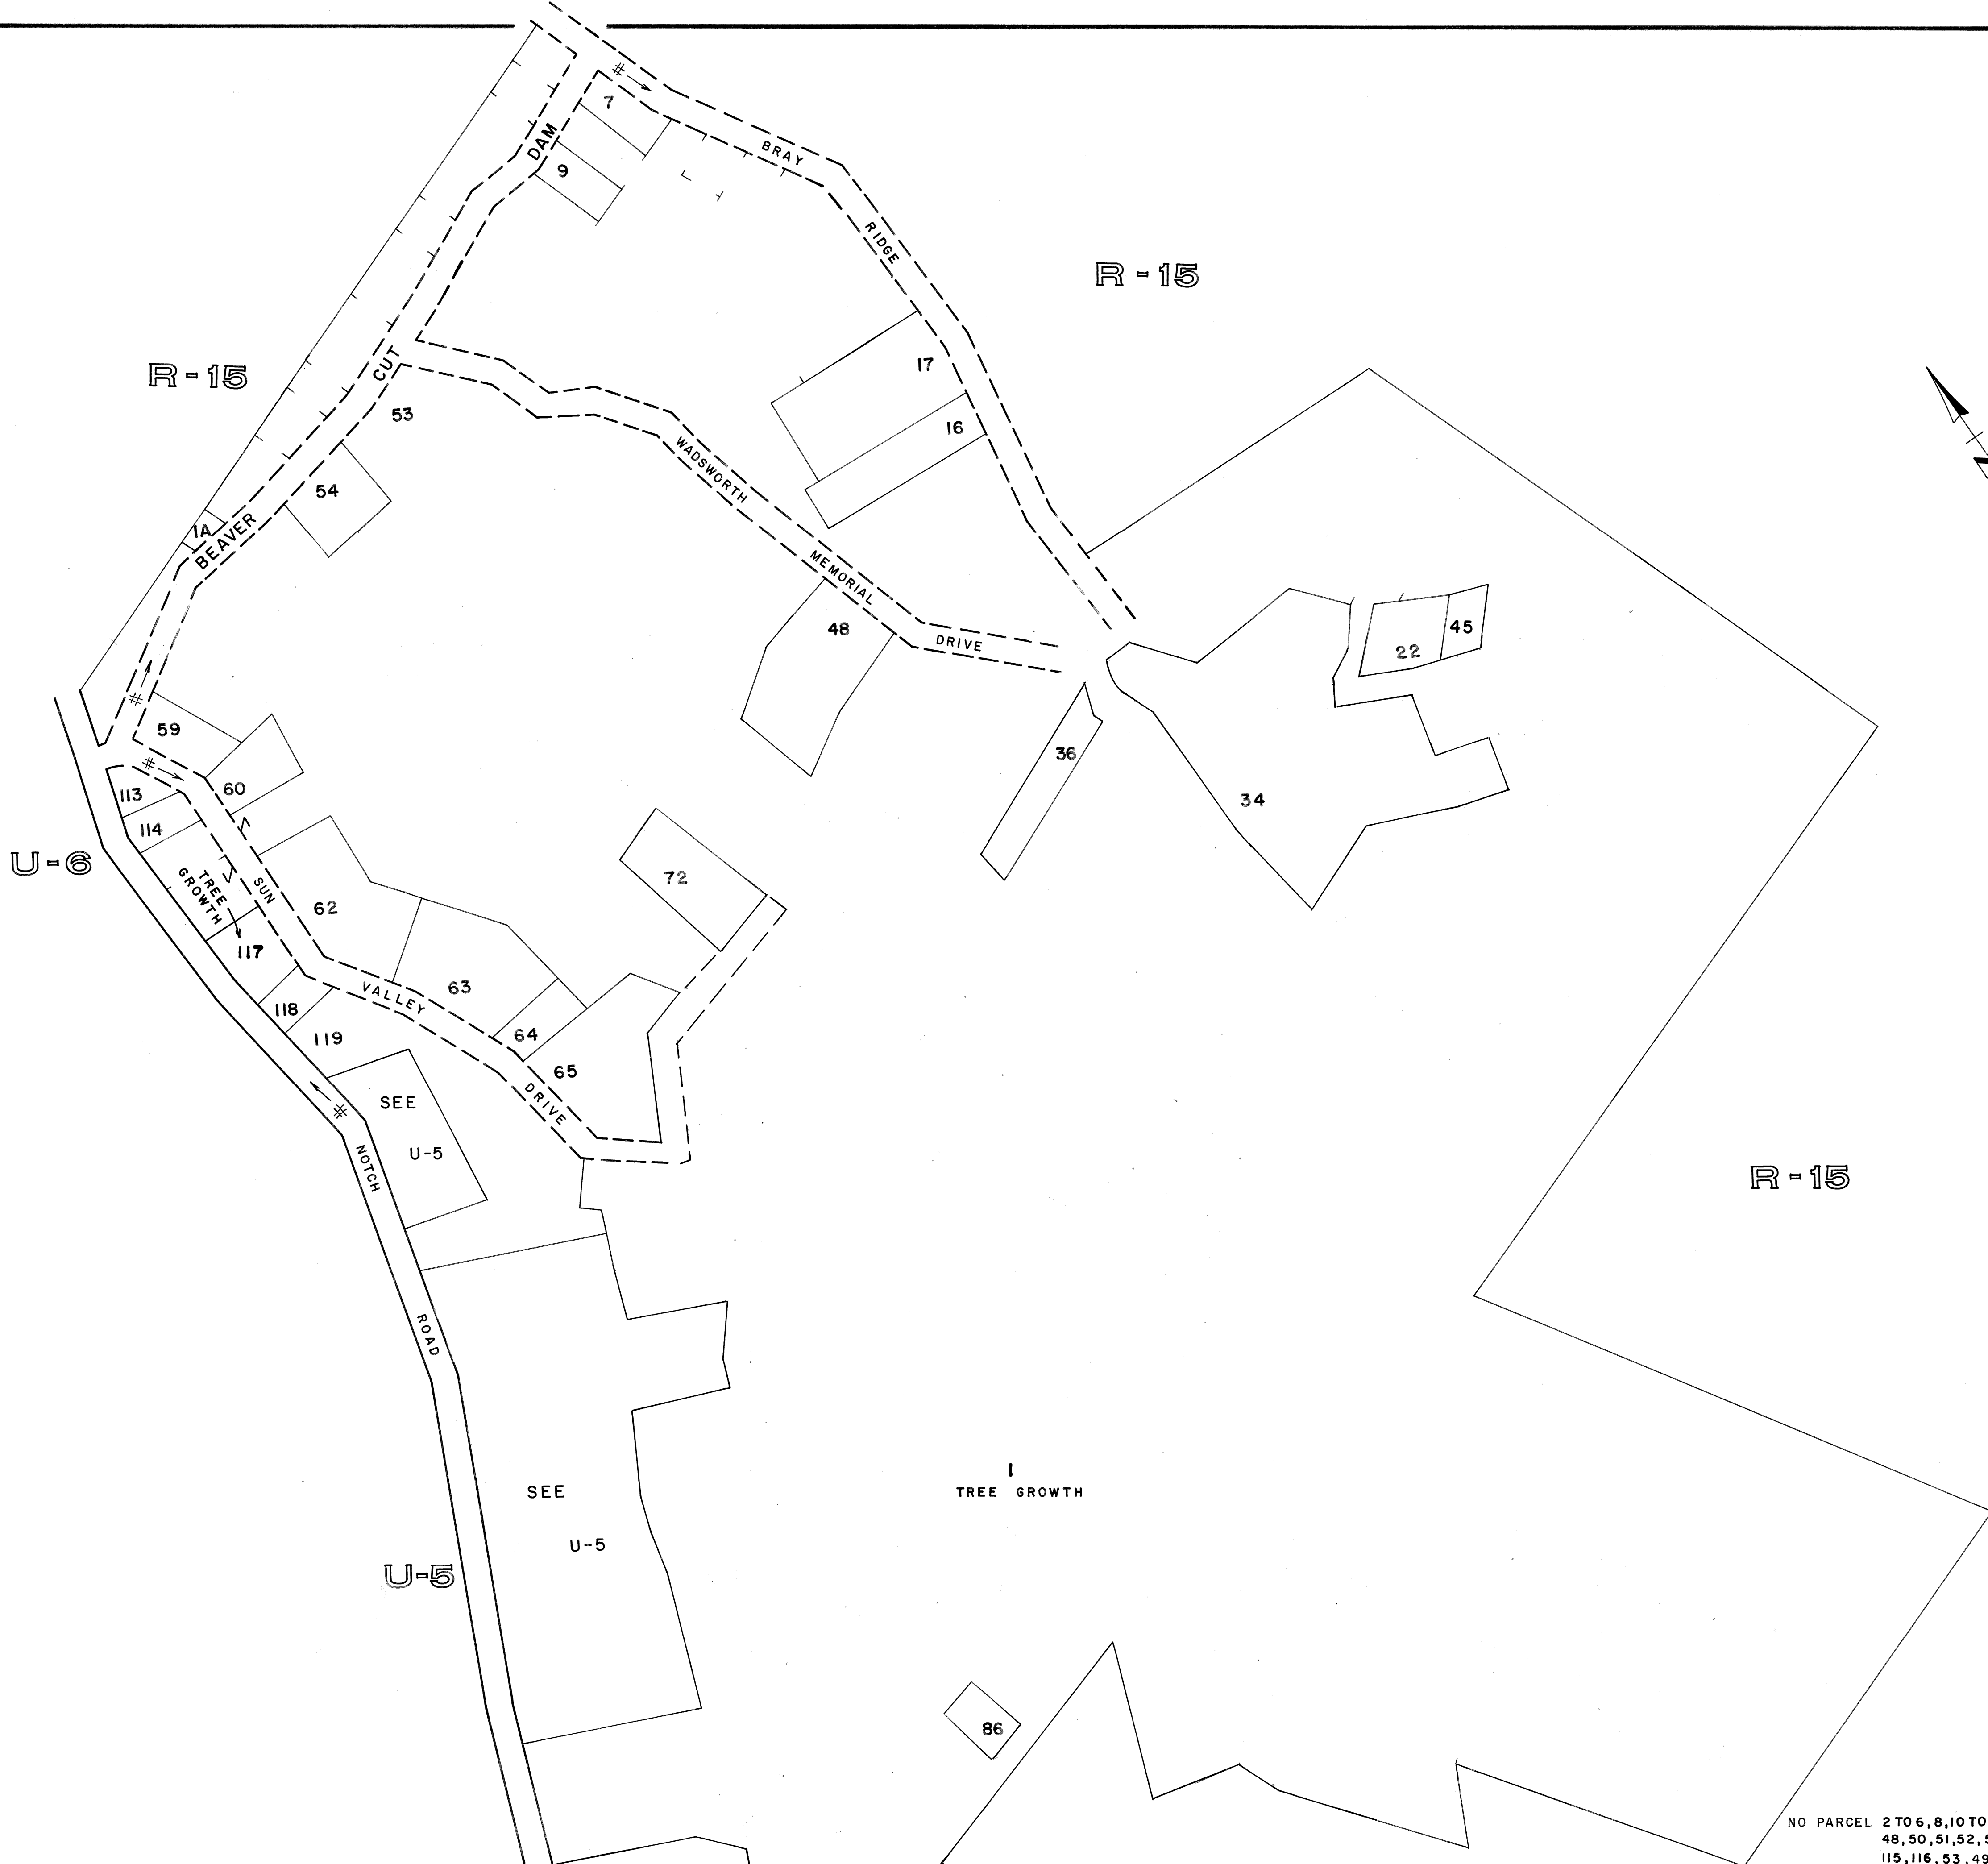 7
DAM
9
BRAY
RIDGE
R-15
R-15
CUT
53
17
16
WADSWORTH
54
1A
BEAVER
MEMORIAL
48
DRIVE
22
45
59
36
60
113
114
34
U-6
TREE
GROWTH
SUN
72
62
117
VALLEY
63
118
64
119
65
DRIVE
SEE
U-5
NOTCH
R-15
ROAD
1
TREE GROWTH
SEE
U-5
U-5
86
NO PARCEL 2 TO 6, 8, 10 TO
48, 50, 51, 52,
115, 116, 53, 49